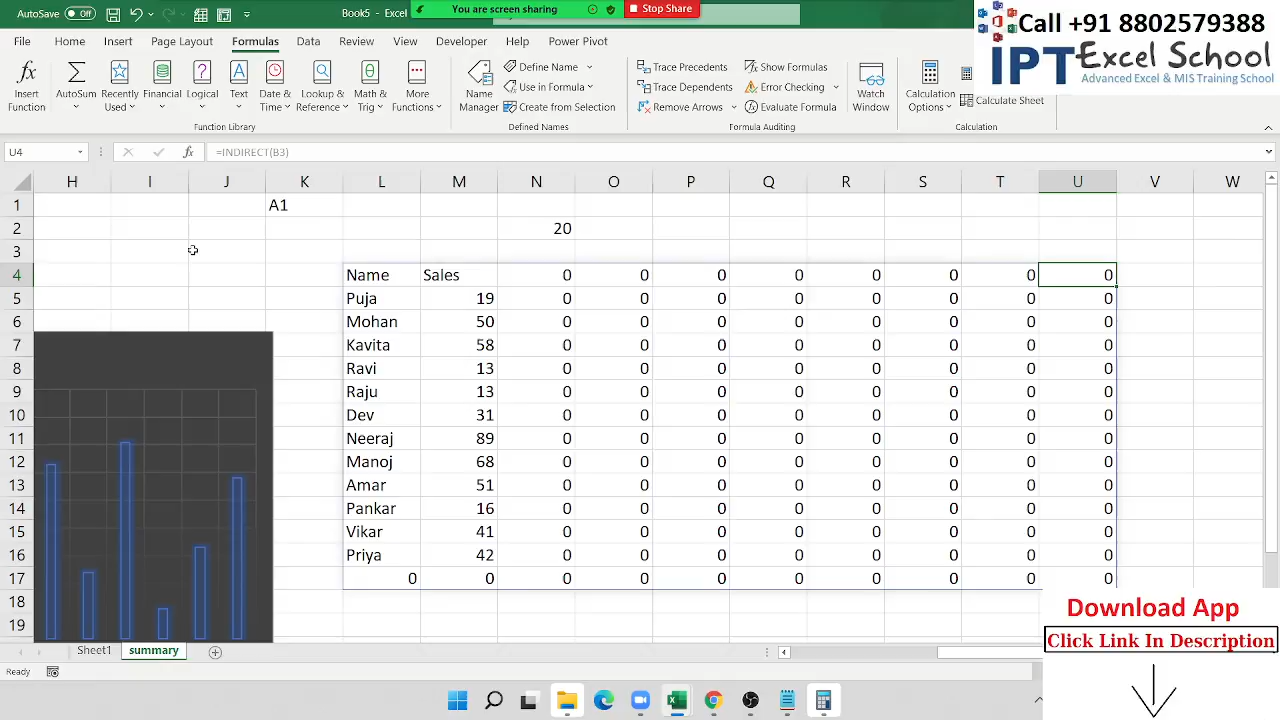 AutoSave Off Book5 - Excel You are screen sharing Stop Share
Call +91 8802579388
IPT Excel School
Advanced Excel & MIS Training School
File Home Insert Page Layout Formulas Data Review View Developer Help Power Pivot
Insert Function AutoSum Recently Used Financial Logical Text Date & Time Lookup & Reference Math & Trig More Functions
Name Manager Define Name Use in Formula Create from Selection
Trace Precedents Trace Dependents Remove Arrows Show Formulas Error Checking Evaluate Formula Watch Window
Calculation Options Calculate Sheet
Function Library Defined Names Formula Auditing Calculation
U4 fx =INDIRECT(B3)
H I J K L M N O P Q R S T U V W
1 A1
2 20
3
4 Name Sales 0 0 0 0 0 0 0 0
5 Puja 19 0 0 0 0 0 0 0 0
6 Mohan 50 0 0 0 0 0 0 0 0
7 Kavita 58 0 0 0 0 0 0 0 0
8 Ravi 13 0 0 0 0 0 0 0 0
9 Raju 13 0 0 0 0 0 0 0 0
10 Dev 31 0 0 0 0 0 0 0 0
11 Neeraj 89 0 0 0 0 0 0 0 0
12 Manoj 68 0 0 0 0 0 0 0 0
13 Amar 51 0 0 0 0 0 0 0 0
14 Pankar 16 0 0 0 0 0 0 0 0
15 Vikar 41 0 0 0 0 0 0 0 0
16 Priya 42 0 0 0 0 0 0 0 0
17 0 0 0 0 0 0 0 0 0 0
18
19
Download App
Click Link In Description
Sheet1 summary
Ready